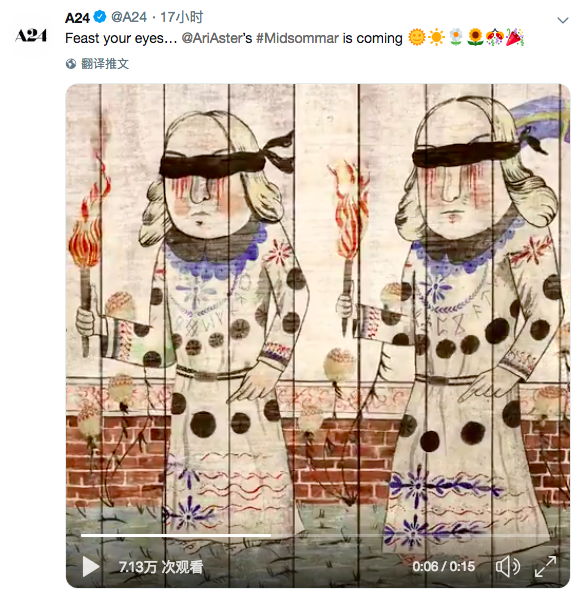 A24
A24 @A24 · 17小时
Feast your eyes… @AriAster's #Midsommar is coming 🌞☀️🌼🌻🎊🎉
翻译推文
7.13万 次观看
0:06 / 0:15